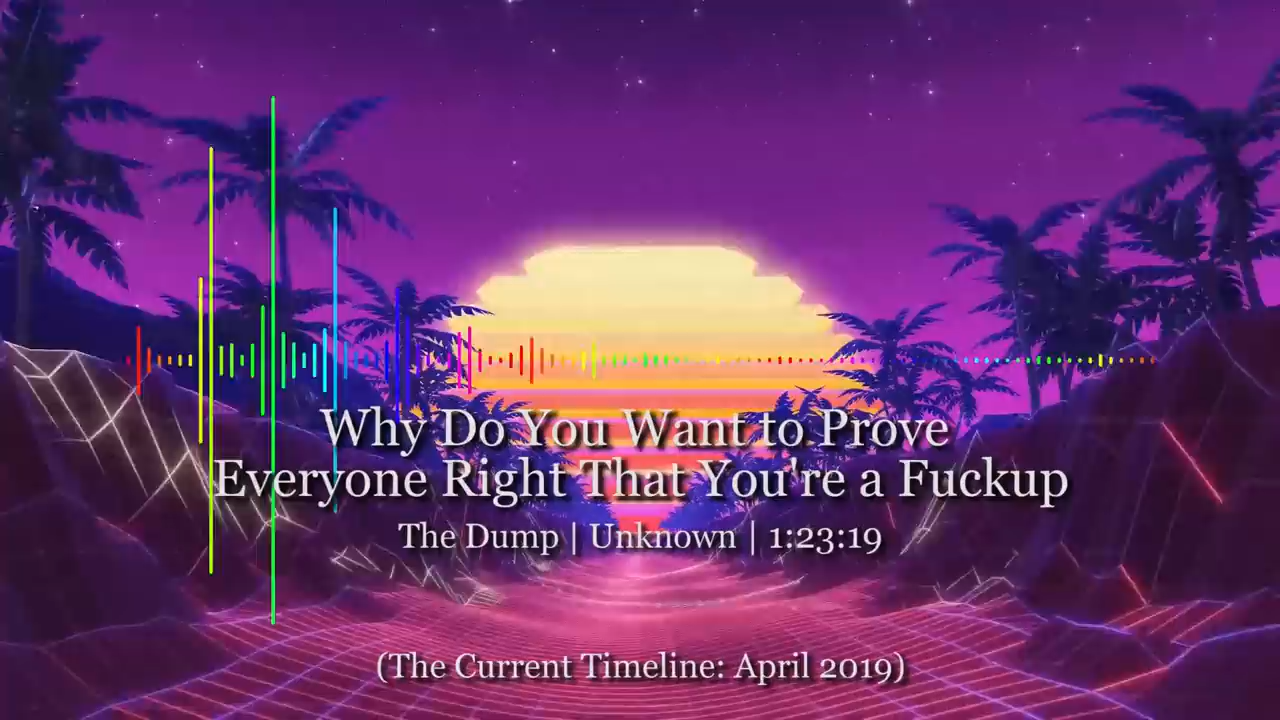 Why Do You Want to Prove
Everyone Right That You're a Fuckup
The Dump | Unknown | 1:23:19
(The Current Timeline: April 2019)